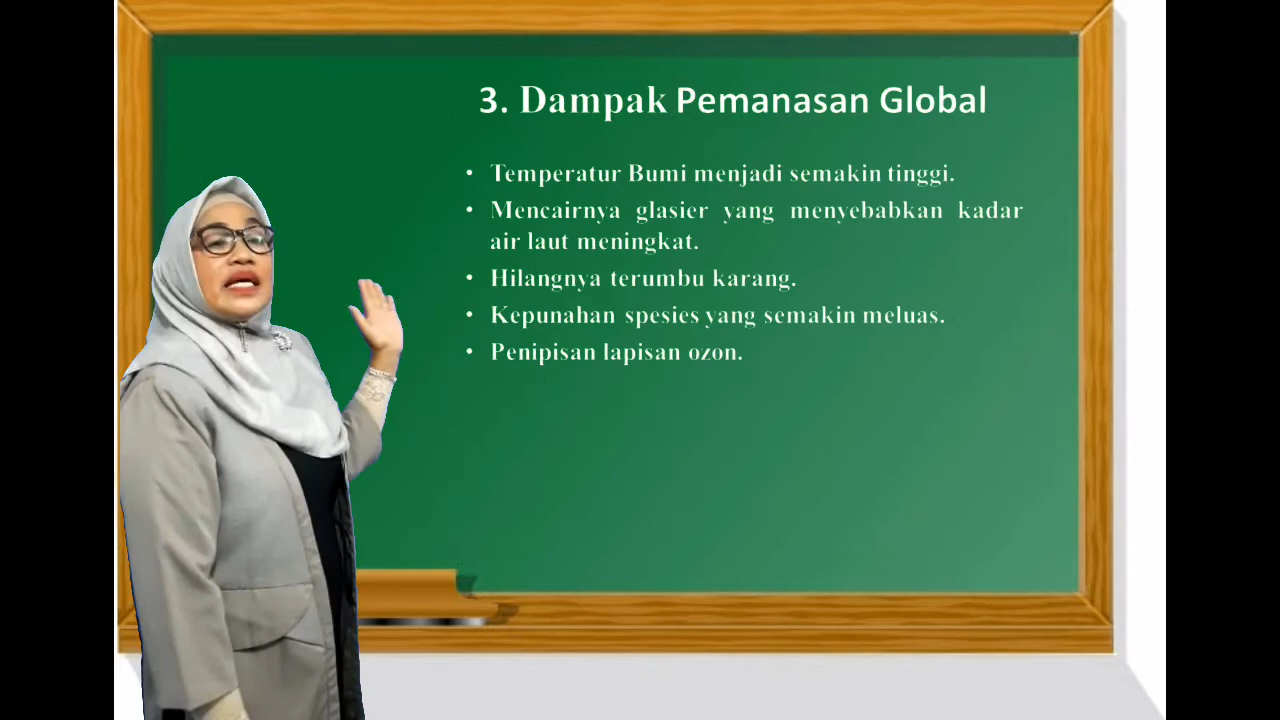 3. Dampak Pemanasan Global
• Temperatur Bumi menjadi semakin tinggi.
• Mencairnya glasier yang menyebabkan kadar
air laut meningkat.
• Hilangnya terumbu karang.
• Kepunahan spesies yang semakin meluas.
• Penipisan lapisan ozon.